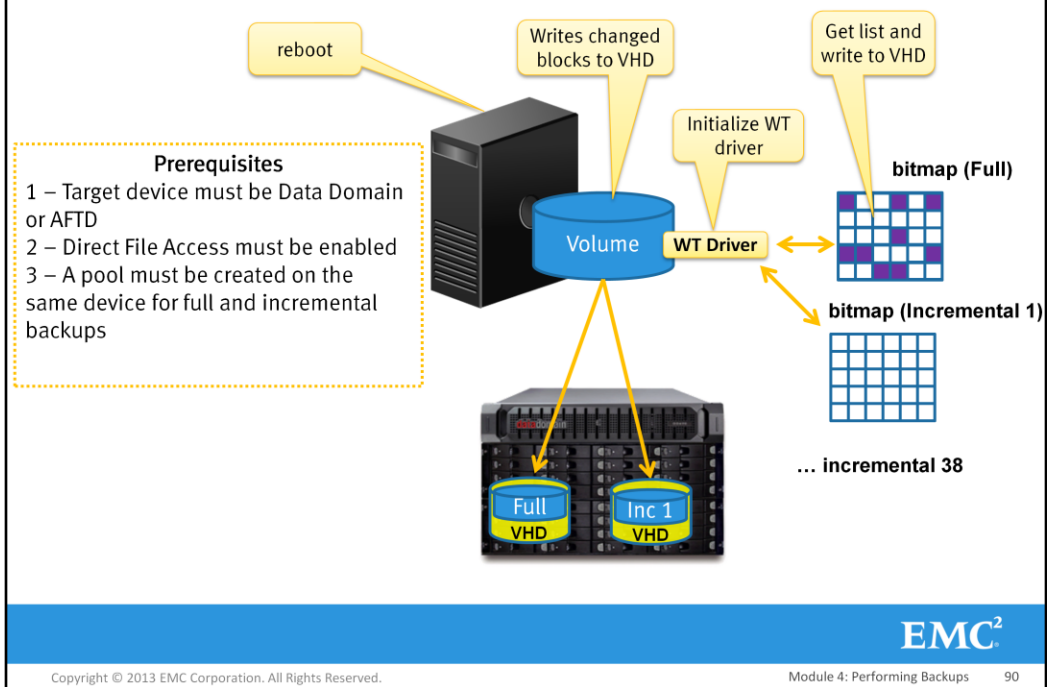 reboot
Writes changed
blocks to VHD
Get list and
write to VHD
Initialize WT
driver
Prerequisites
1 – Target device must be Data Domain
or AFTD
2 – Direct File Access must be enabled
3 – A pool must be created on the
same device for full and incremental
backups
bitmap (Full)
Volume
WT Driver
bitmap (Incremental 1)
datadomain
... incremental 38
Full
VHD
Inc 1
VHD
EMC²
Copyright © 2013 EMC Corporation. All Rights Reserved.
Module 4: Performing Backups 90